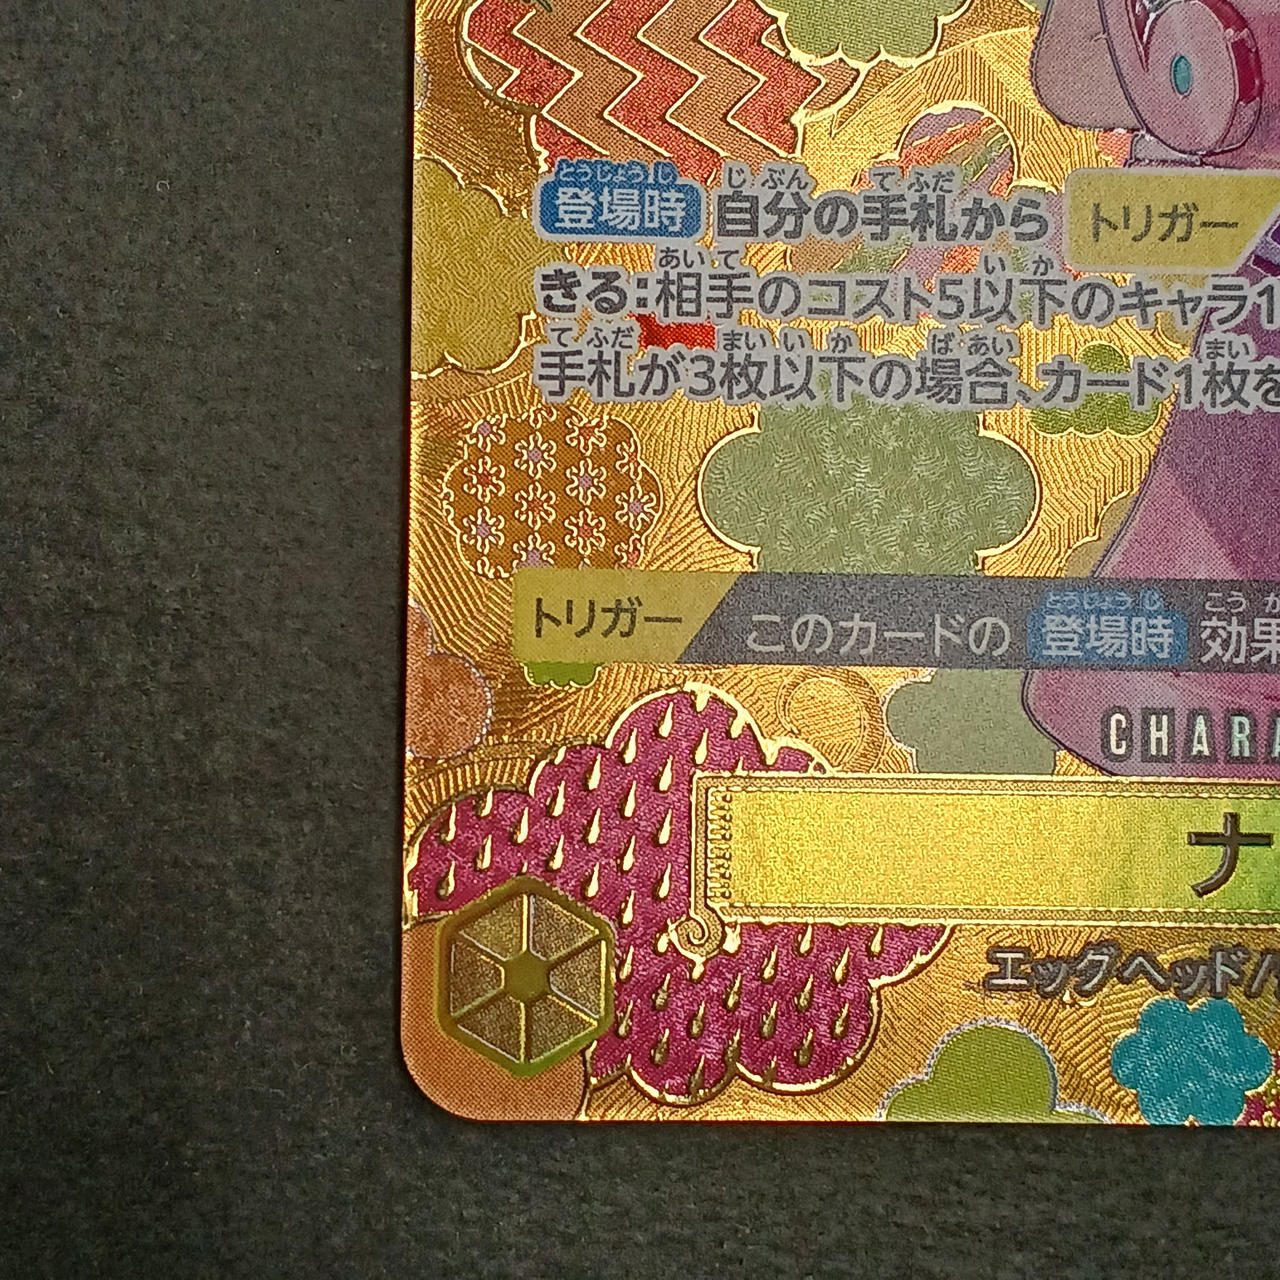 とうじょうじ じぶん てふだ
登場時 自分の手札から トリガー
あいて いか
きる:相手のコスト5以下のキャラ1
てふだ まいいか ばあい まい
手札が3枚以下の場合、カード1枚を
とうじょうじ こう
トリガー このカードの 登場時 効果
CHARA
ナ
エッグヘッド/